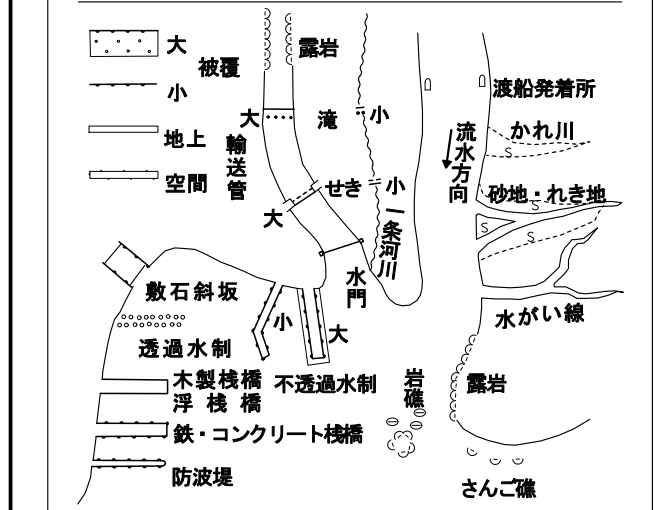 大
被覆
小
地上
輸送管
空間
露岩
大
滝
小
せき
小
大
一条河川
水門
渡船発着所
かれ川
流水方向
砂地・れき地
S
S
S
S
水がい線
敷石斜坂
小
大
透過水制
不透過水制
木製桟橋
浮桟橋
鉄・コンクリート桟橋
防波堤
岩礁
露岩
さんご礁